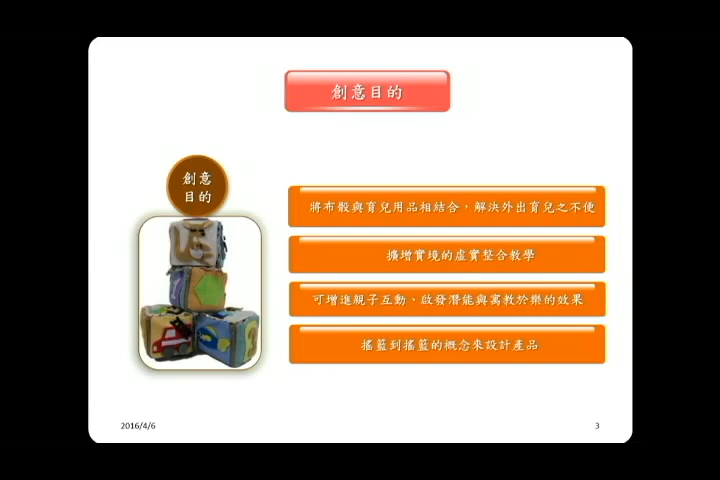 創意目的
創意
目的
將布骰與育兒用品相結合，解決外出育兒之不便
擴增實境的虛實整合教學
可增進親子互動、啟發潛能與寓教於樂的效果
搖籃到搖籃的概念來設計產品
2016/4/6
3